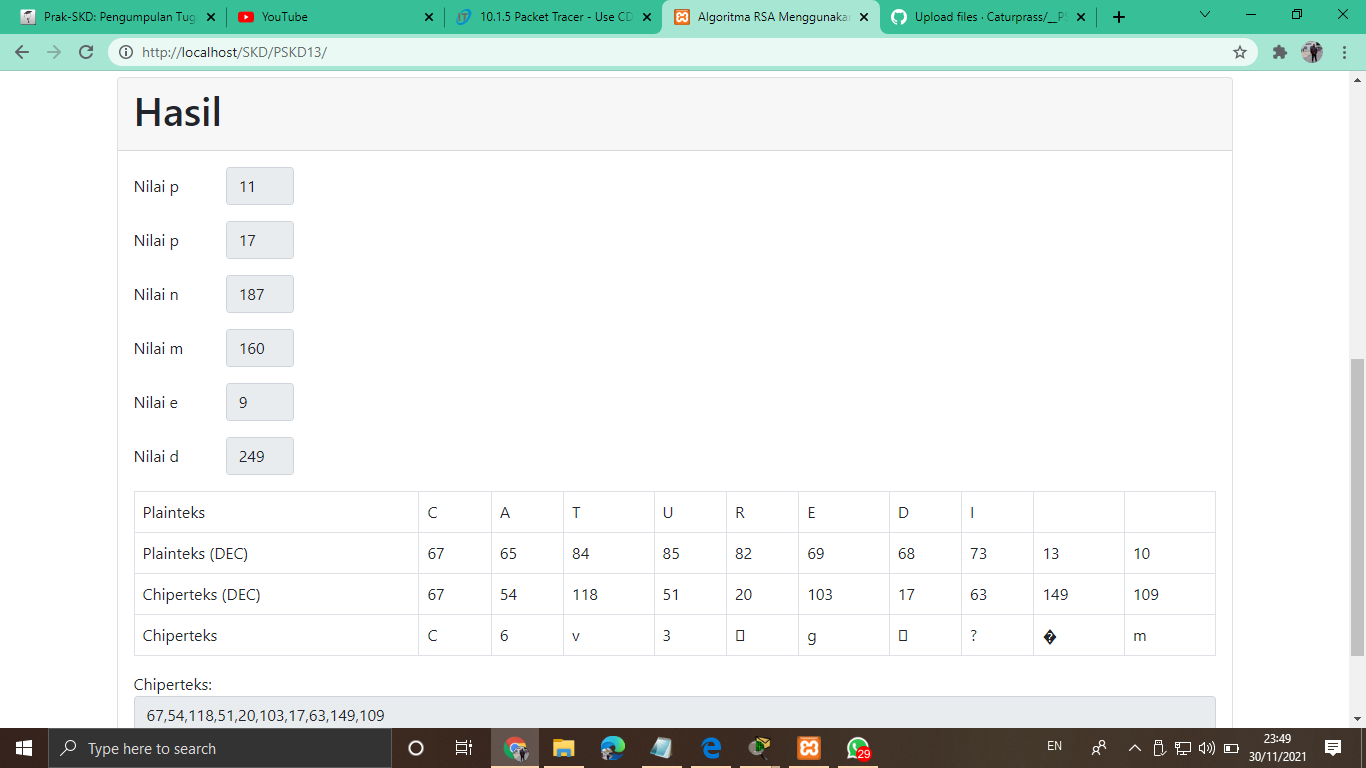 Prak-SKD: Pengumpulan Tug
YouTube
10.1.5 Packet Tracer - Use CD
Algoritma RSA Menggunakan
Upload files · Caturprass/__P
http://localhost/SKD/PSKD13/
Hasil
Nilai p 11
Nilai p 17
Nilai n 187
Nilai m 160
Nilai e 9
Nilai d 249
Plainteks C A T U R E D I
Plainteks (DEC) 67 65 84 85 82 69 68 73 13 10
Chiperteks (DEC) 67 54 118 51 20 103 17 63 149 109
Chiperteks C 6 v 3 g ? � m
Chiperteks:
67,54,118,51,20,103,17,63,149,109
Type here to search
29
EN
23:49
30/11/2021